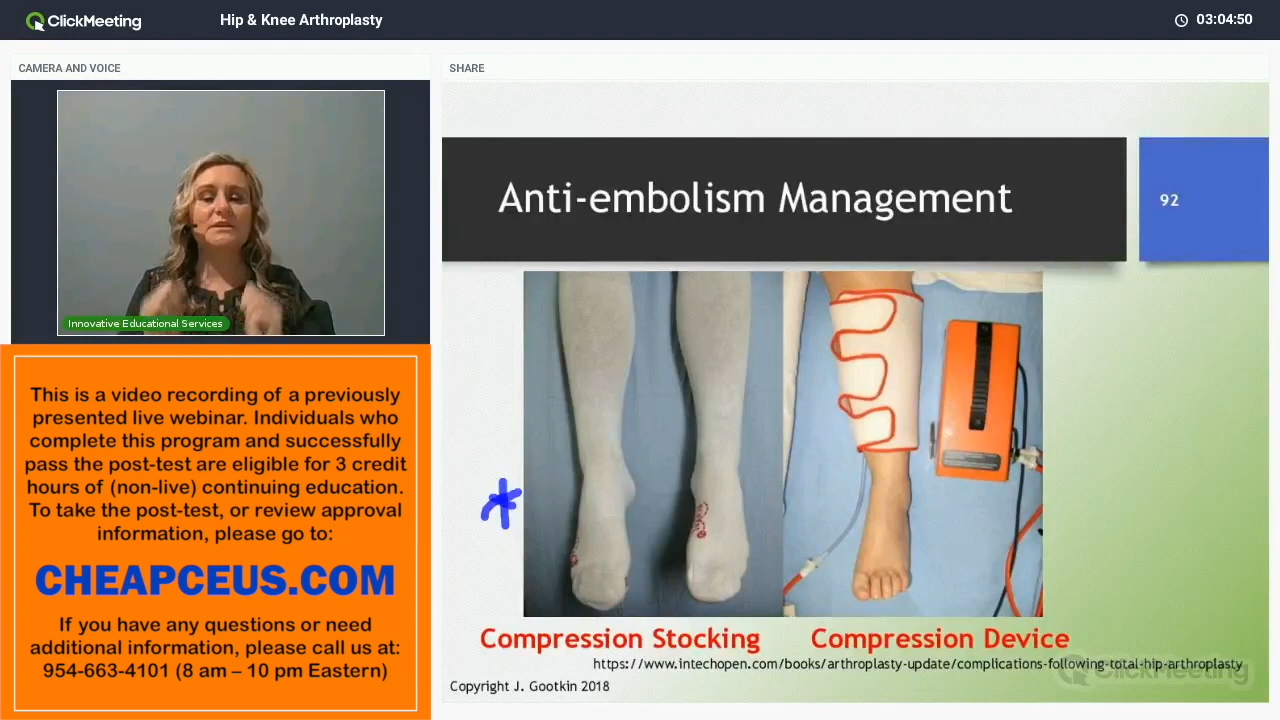 ClickMeeting
Hip & Knee Arthroplasty
03:04:50
CAMERA AND VOICE
SHARE
Innovative Educational Services
This is a video recording of a previously
presented live webinar. Individuals who
complete this program and successfully
pass the post-test are eligible for 3 credit
hours of (non-live) continuing education.
To take the post-test, or review approval
information, please go to:
CHEAPCEUS.COM
If you have any questions or need
additional information, please call us at:
954-663-4101 (8 am – 10 pm Eastern)
Anti-embolism Management
92
Compression Stocking
Compression Device
https://www.intechopen.com/books/arthroplasty-update/complications-following-total-hip-arthroplasty
Copyright J. Gootkin 2018
ClickMeeting